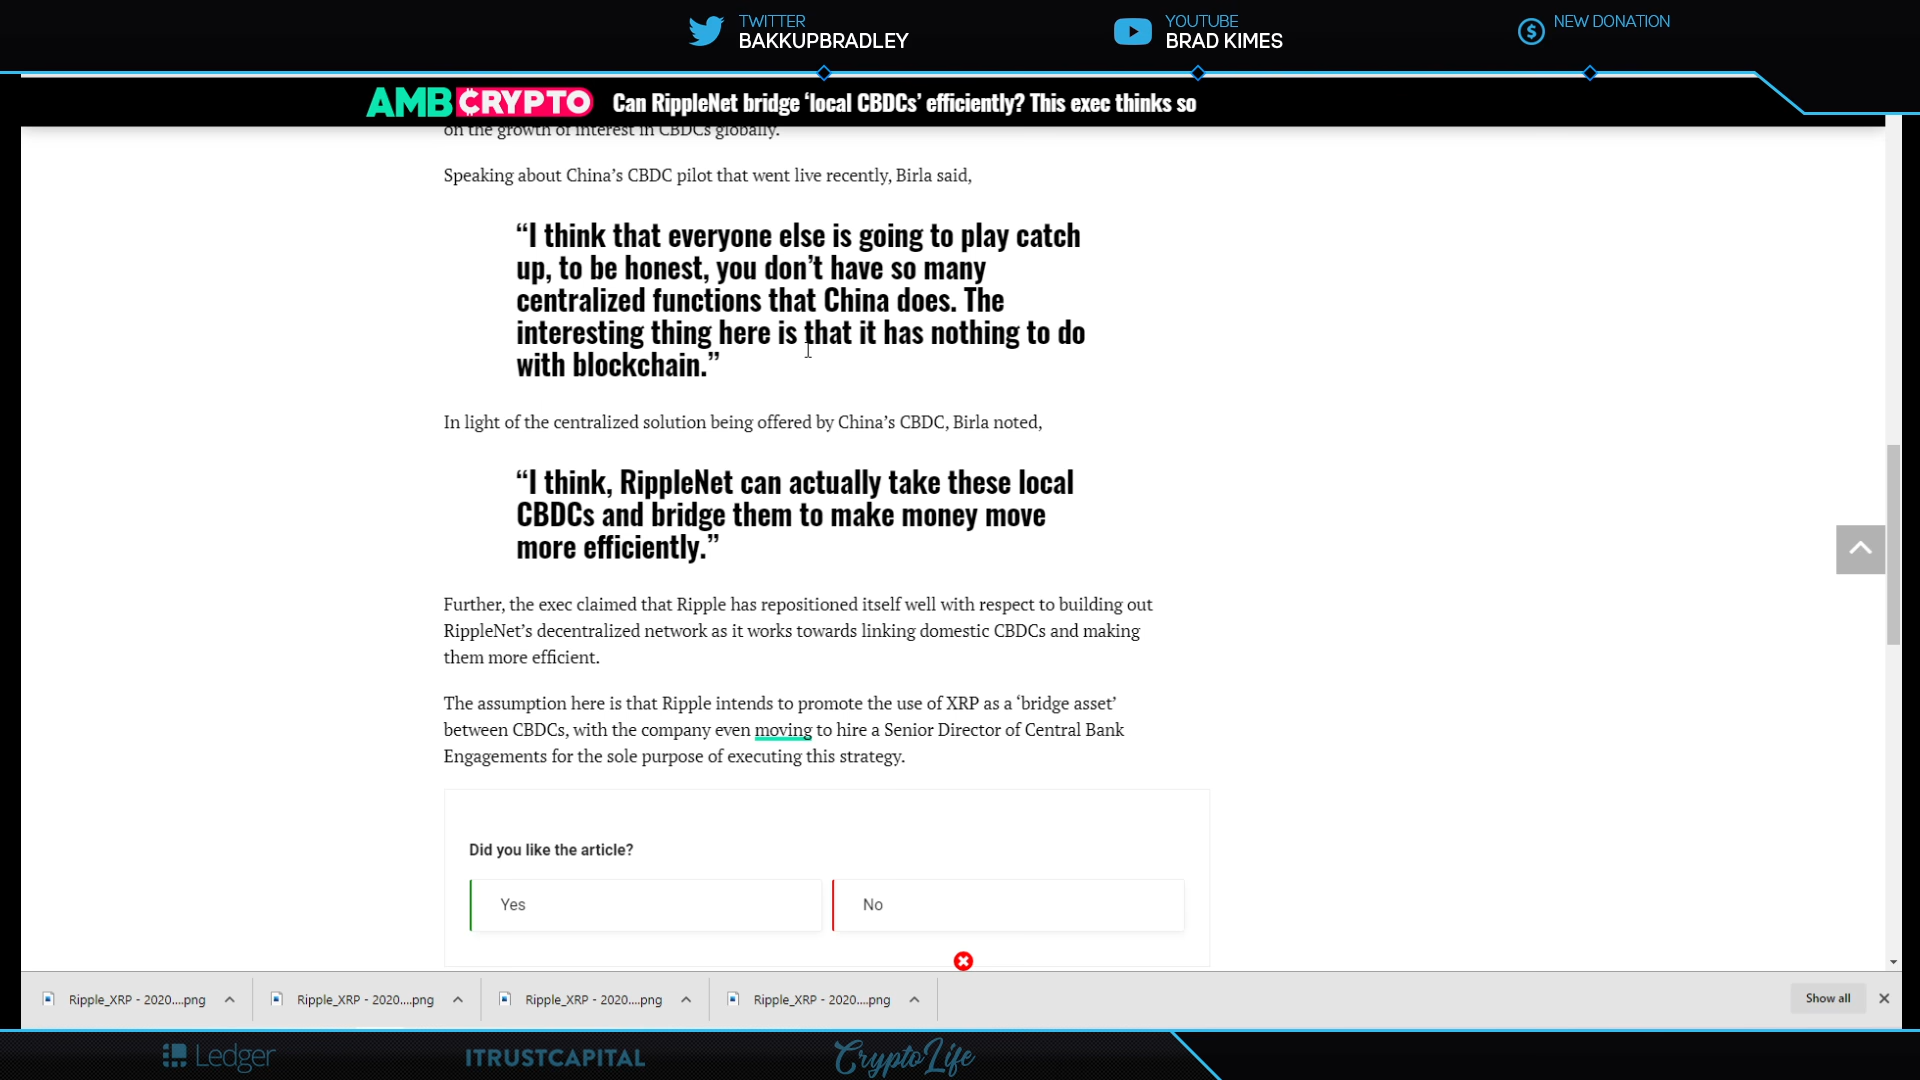 TWITTER
BAKKUPBRADLEY
YOUTUBE
BRAD KIMES
NEW DONATION
AMBCRYPTO Can RippleNet bridge ‘local CBDCs’ efficiently? This exec thinks so
on the growth of interest in CBDCs globally.
Speaking about China’s CBDC pilot that went live recently, Birla said,
“I think that everyone else is going to play catch
up, to be honest, you don’t have so many
centralized functions that China does. The
interesting thing here is that it has nothing to do
with blockchain.”
In light of the centralized solution being offered by China’s CBDC, Birla noted,
“I think, RippleNet can actually take these local
CBDCs and bridge them to make money move
more efficiently.”
Further, the exec claimed that Ripple has repositioned itself well with respect to building out
RippleNet’s decentralized network as it works towards linking domestic CBDCs and making
them more efficient.
The assumption here is that Ripple intends to promote the use of XRP as a ‘bridge asset’
between CBDCs, with the company even moving to hire a Senior Director of Central Bank
Engagements for the sole purpose of executing this strategy.
Did you like the article?
Yes
No
Ripple_XRP - 2020....png
Ripple_XRP - 2020....png
Ripple_XRP - 2020....png
Ripple_XRP - 2020....png
Show all
Ledger
ITRUSTCAPITAL
CryptoLife